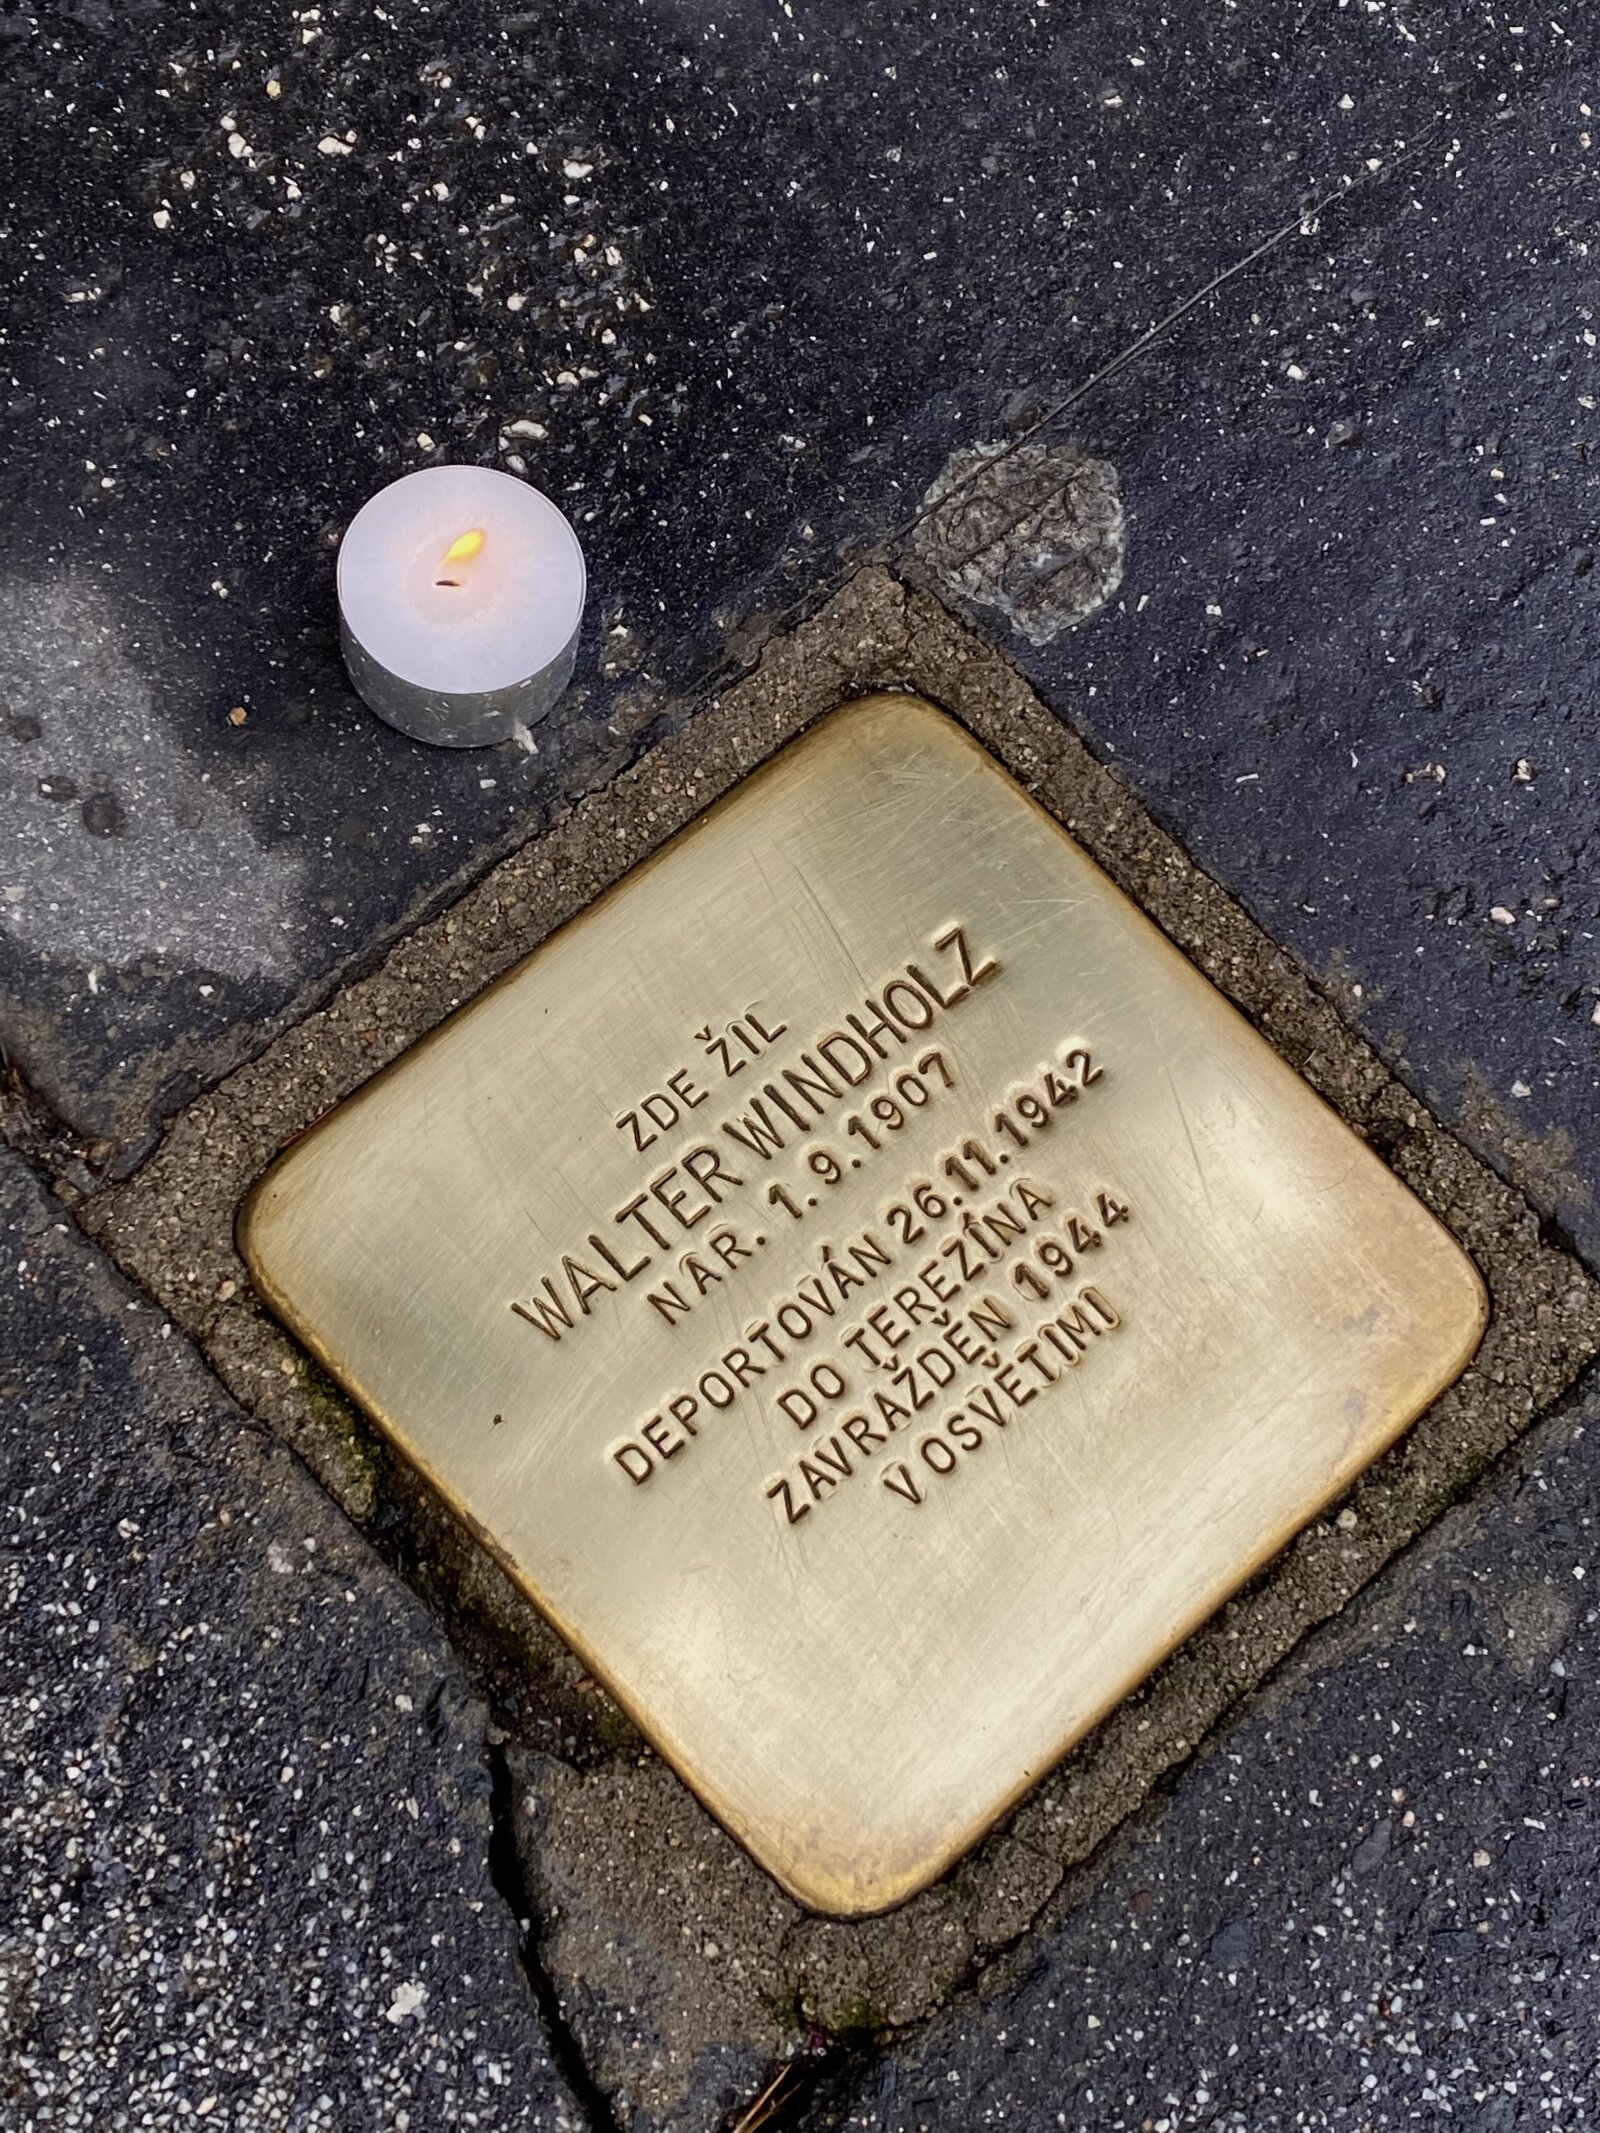 ZDE ŽIL
WALTER WINDHOLZ
NAR. 1. 9. 1907
DEPORTOVÁN 26.11.1942
DO TEREZÍNA
ZAVRAŽDĚN 1944
V OSVĚTIMI